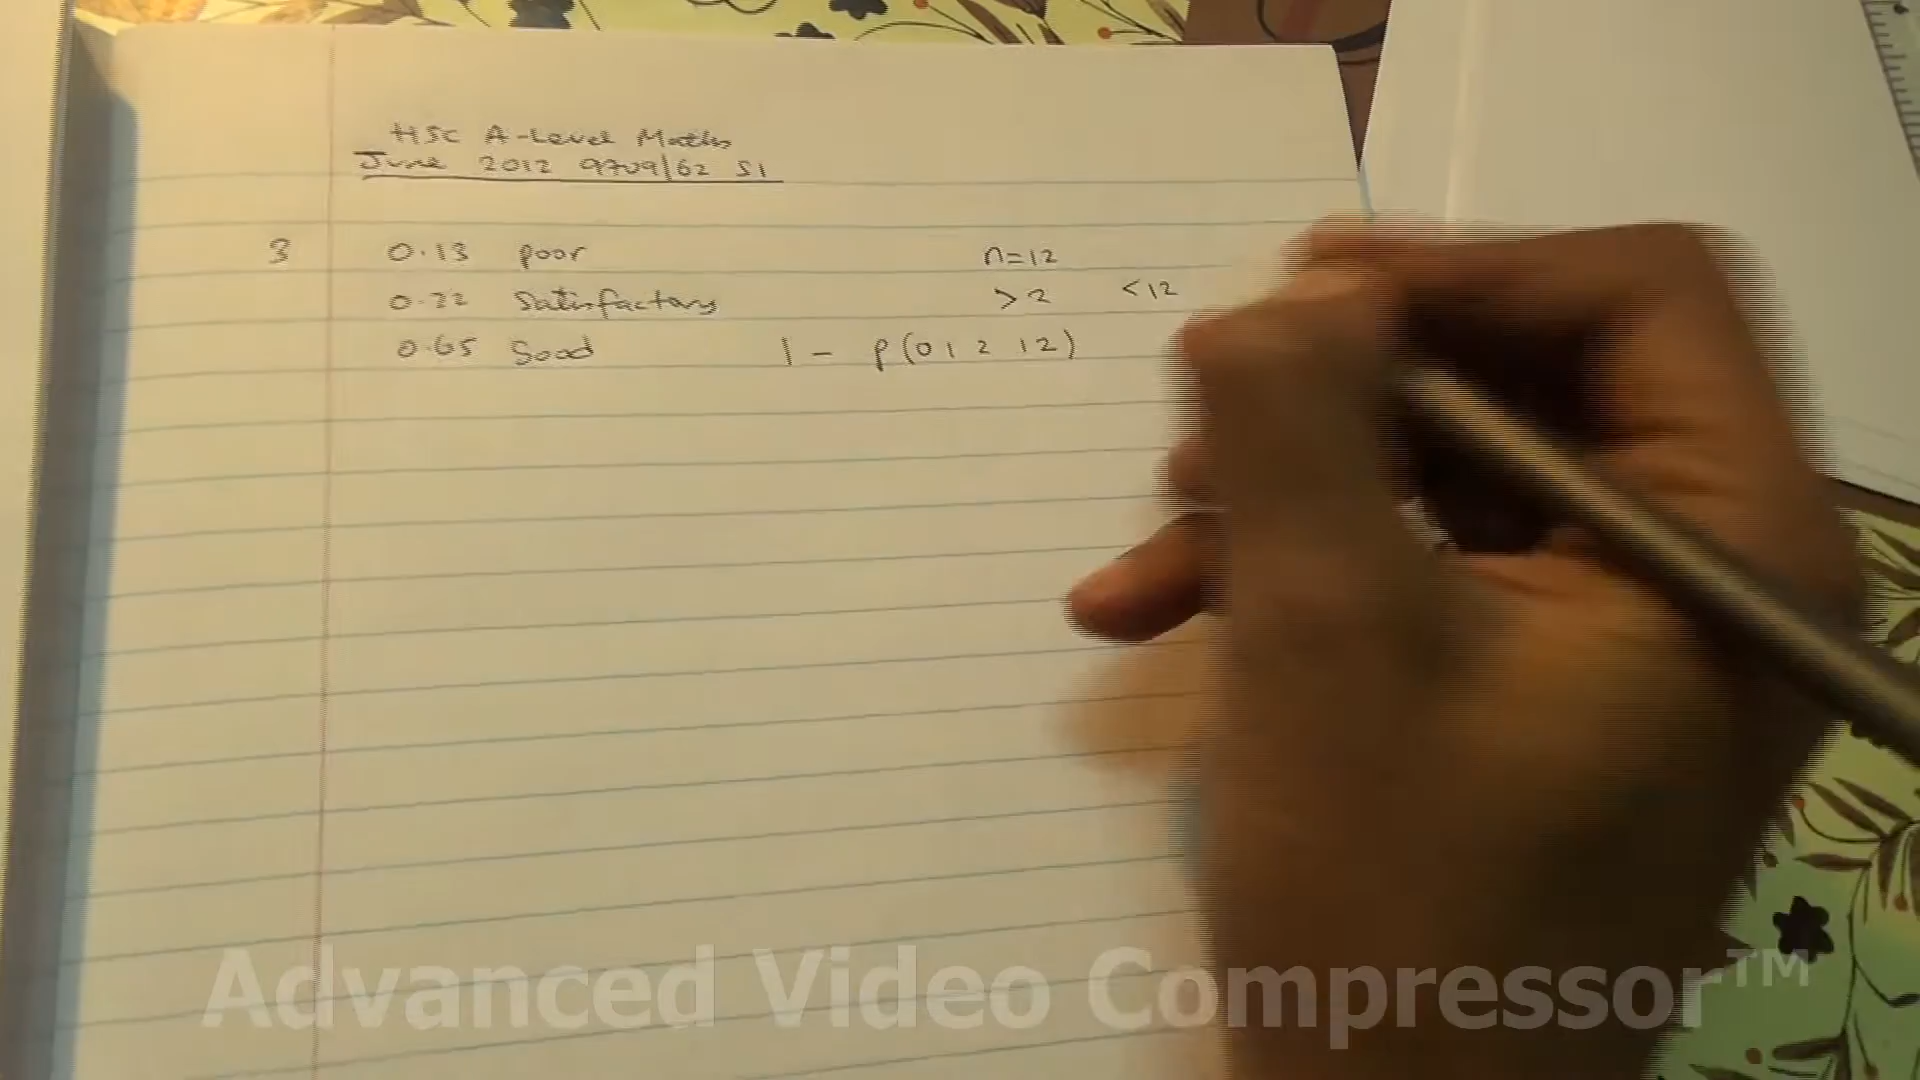 HSC A-Level Maths
June 2012 9709/62 S1
3 0.13 poor n=12
0.22 Satisfactory >2 <12
0.65 Good 1 - P(0 1 2 12)
Advanced Video Compressor™